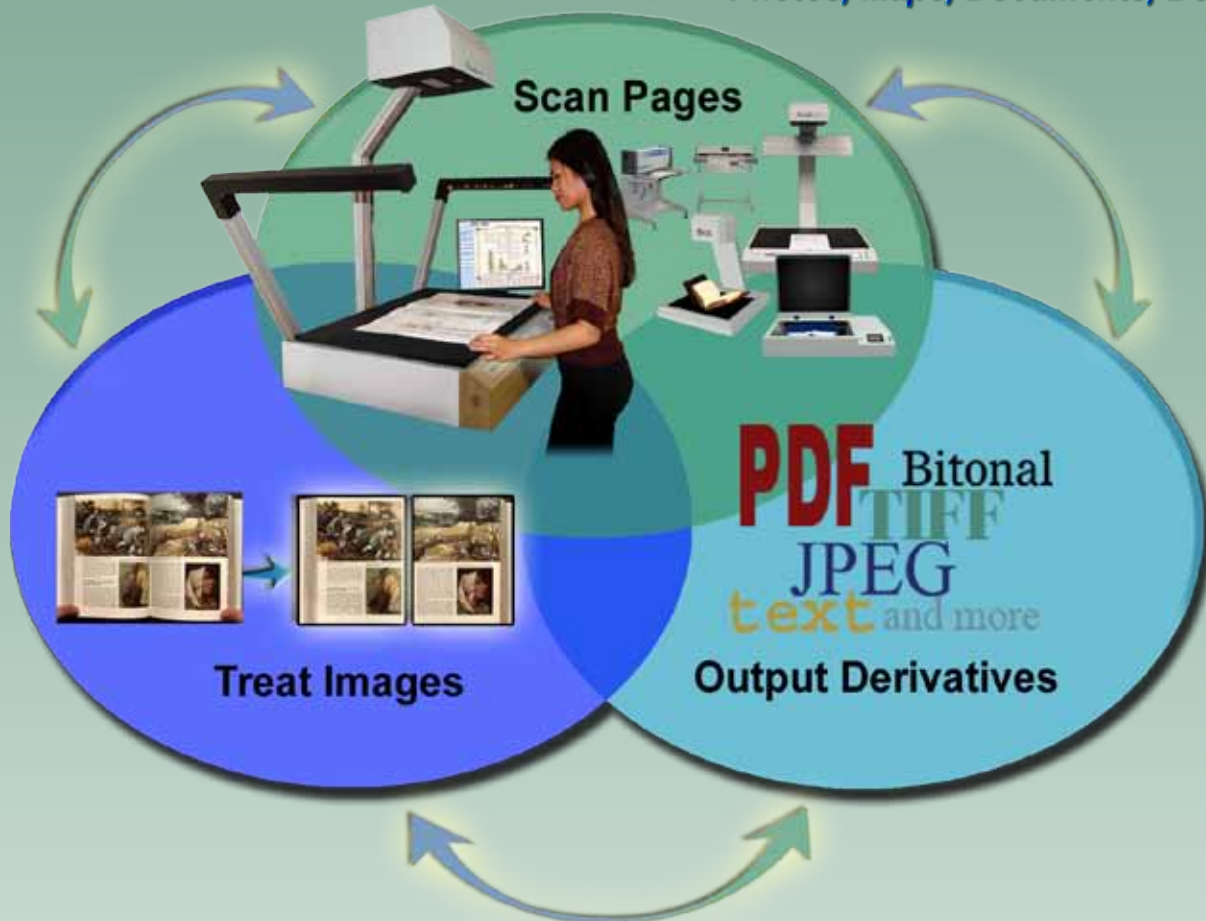 Scan Pages
PDF Bitonal
TIFF
JPEG
text and more
Treat Images
Output Derivatives